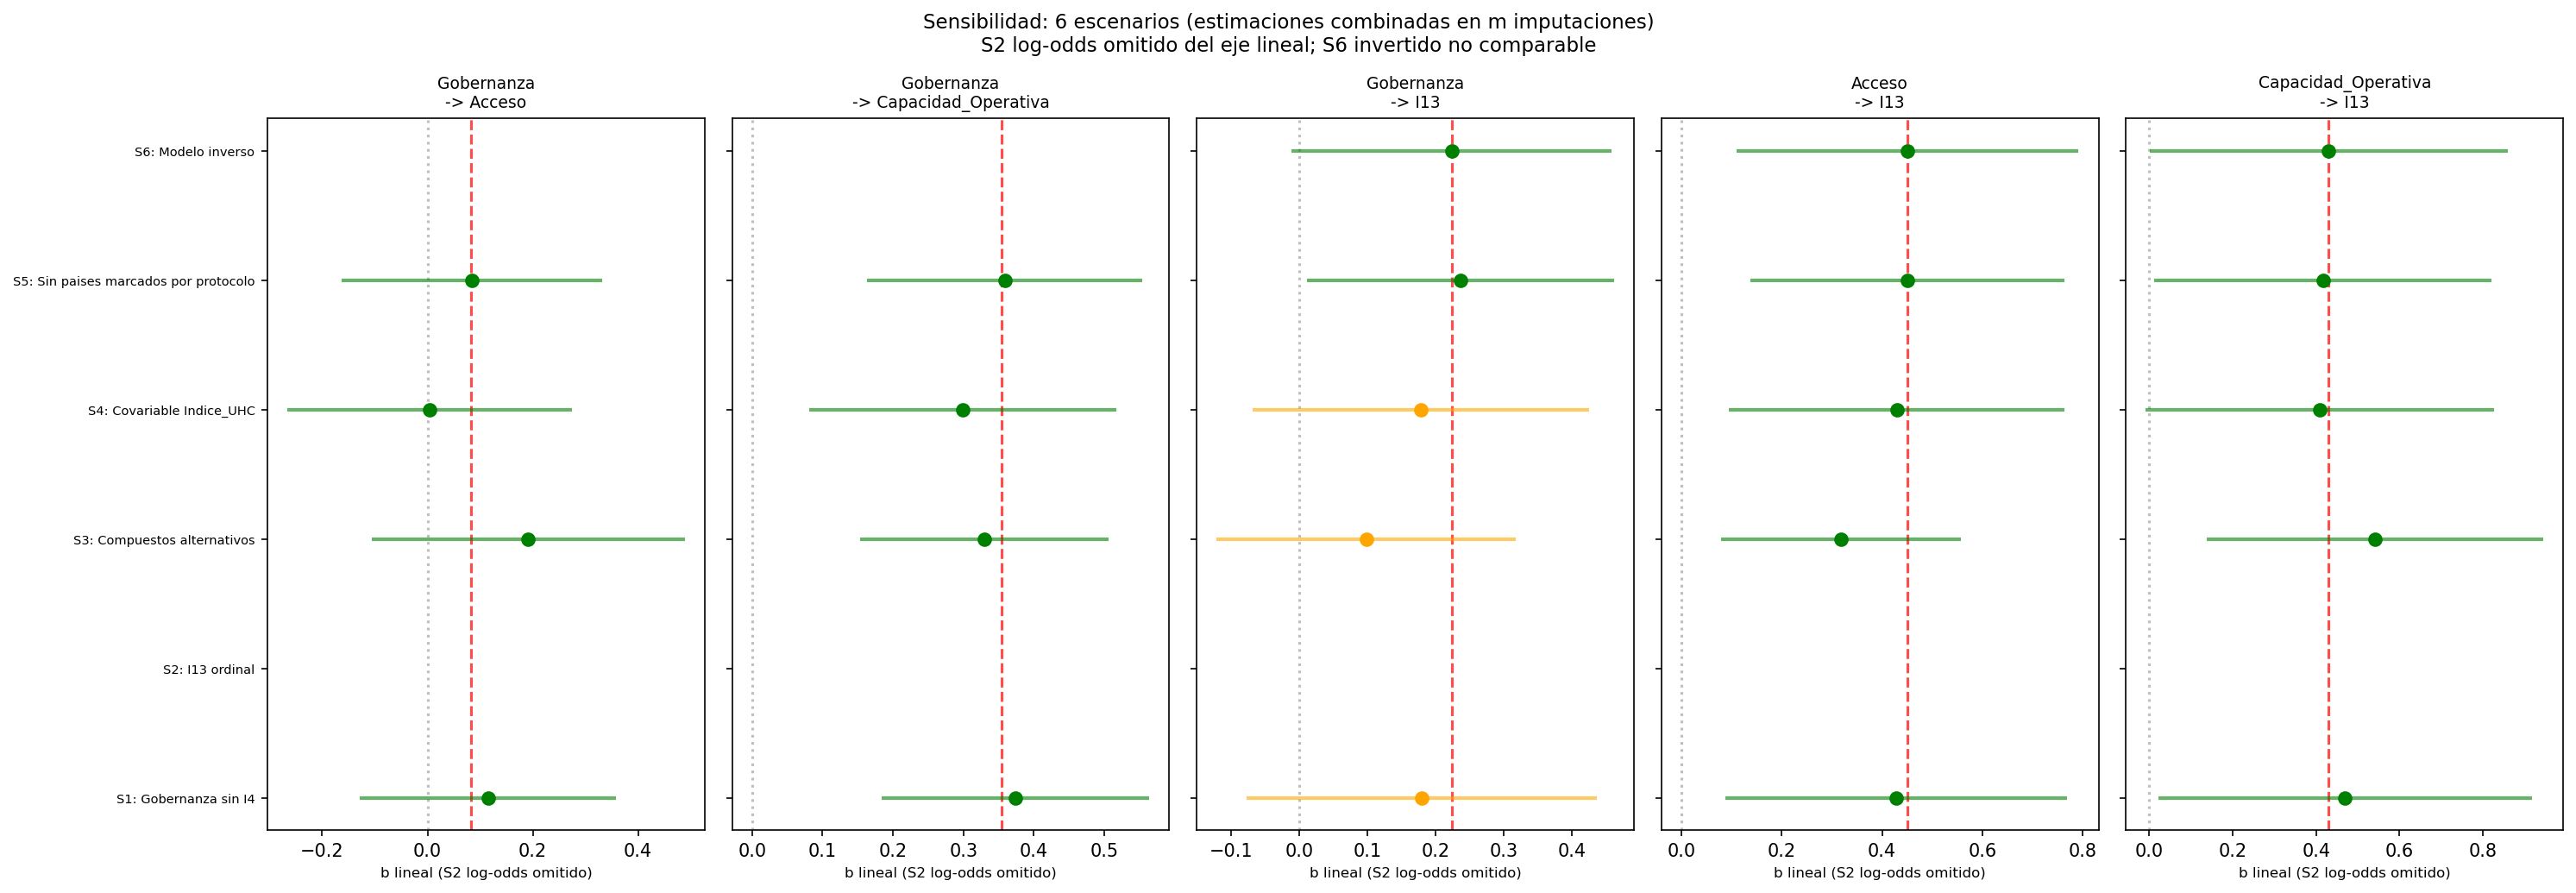 Sensibilidad: 6 escenarios (estimaciones combinadas en m imputaciones)
S2 log-odds omitido del eje lineal; S6 invertido no comparable
Gobernanza
-> Acceso
Gobernanza
-> Capacidad_Operativa
Gobernanza
-> I13
Acceso
-> I13
Capacidad_Operativa
-> I13
S6: Modelo inverso
S5: Sin paises marcados por protocolo
S4: Covariable Indice_UHC
S3: Compuestos alternativos
S2: I13 ordinal
S1: Gobernanza sin I4
−0.2 0.0 0.2 0.4
0.0 0.1 0.2 0.3 0.4 0.5
−0.1 0.0 0.1 0.2 0.3 0.4
0.0 0.2 0.4 0.6 0.8
0.0 0.2 0.4 0.6 0.8
b lineal (S2 log-odds omitido)
b lineal (S2 log-odds omitido)
b lineal (S2 log-odds omitido)
b lineal (S2 log-odds omitido)
b lineal (S2 log-odds omitido)